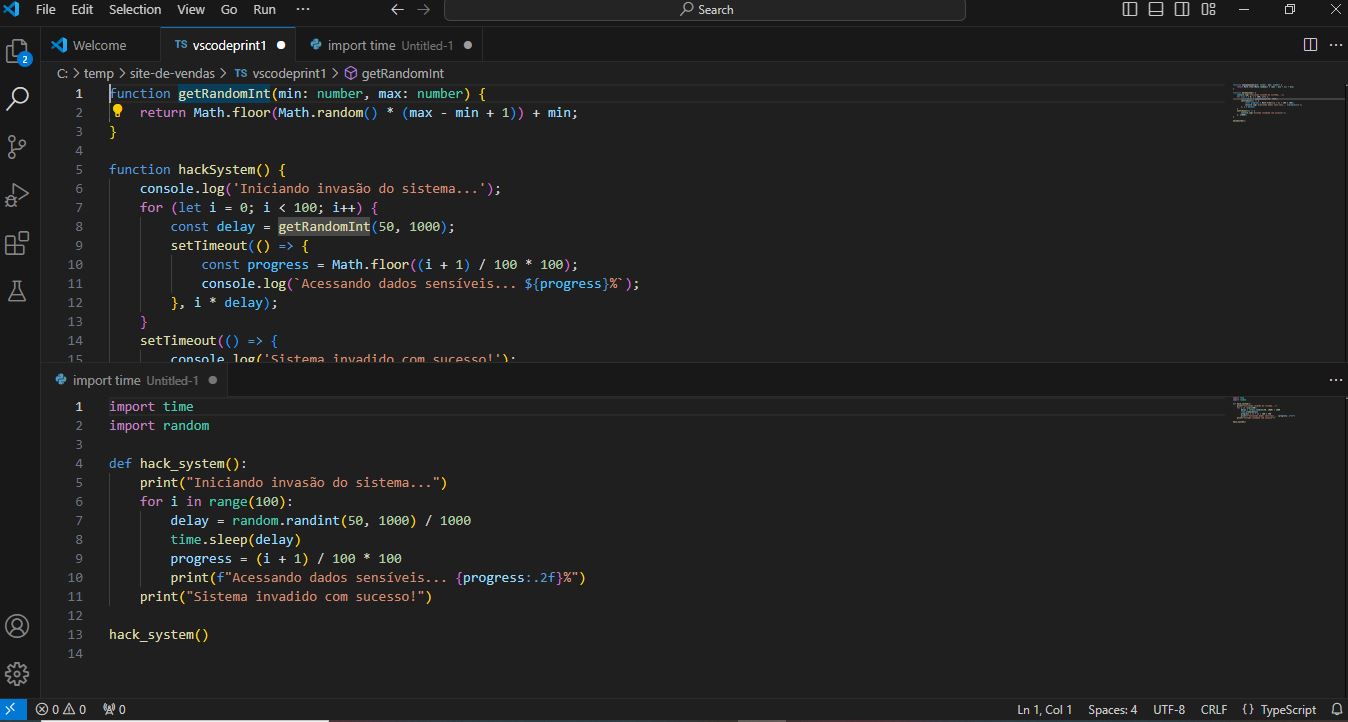 File Edit Selection View Go Run ··· Search
2
Welcome TS vscodeprint1 import time Untitled-1
C: > temp > site-de-vendas > TS vscodeprint1 > getRandomInt
1 function getRandomInt(min: number, max: number) {
2     return Math.floor(Math.random() * (max - min + 1)) + min;
3 }
4
5 function hackSystem() {
6     console.log('Iniciando invasão do sistema...');
7     for (let i = 0; i < 100; i++) {
8         const delay = getRandomInt(50, 1000);
9         setTimeout(() => {
10             const progress = Math.floor((i + 1) / 100 * 100);
11             console.log(`Acessando dados sensíveis... ${progress}%`);
12         }, i * delay);
13     }
14     setTimeout(() => {
15         console.log('Sistema invadido com sucesso!');
import time Untitled-1
1 import time
2 import random
3
4 def hack_system():
5     print("Iniciando invasão do sistema...")
6     for i in range(100):
7         delay = random.randint(50, 1000) / 1000
8         time.sleep(delay)
9         progress = (i + 1) / 100 * 100
10         print(f"Acessando dados sensíveis... {progress:.2f}%")
11     print("Sistema invadido com sucesso!")
12
13 hack_system()
14
0 0 0 Ln 1, Col 1 Spaces: 4 UTF-8 CRLF {} TypeScript